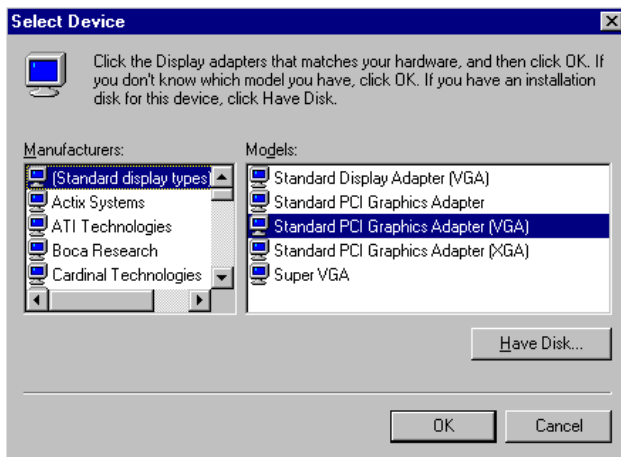 Select Device
Click the Display adapters that matches your hardware, and then click OK. If
you don't know which model you have, click OK. If you have an installation
disk for this device, click Have Disk.
Manufacturers:
(Standard display types)
Actix Systems
ATI Technologies
Boca Research
Cardinal Technologies
Models:
Standard Display Adapter (VGA)
Standard PCI Graphics Adapter
Standard PCI Graphics Adapter (VGA)
Standard PCI Graphics Adapter (XGA)
Super VGA
Have Disk...
OK
Cancel